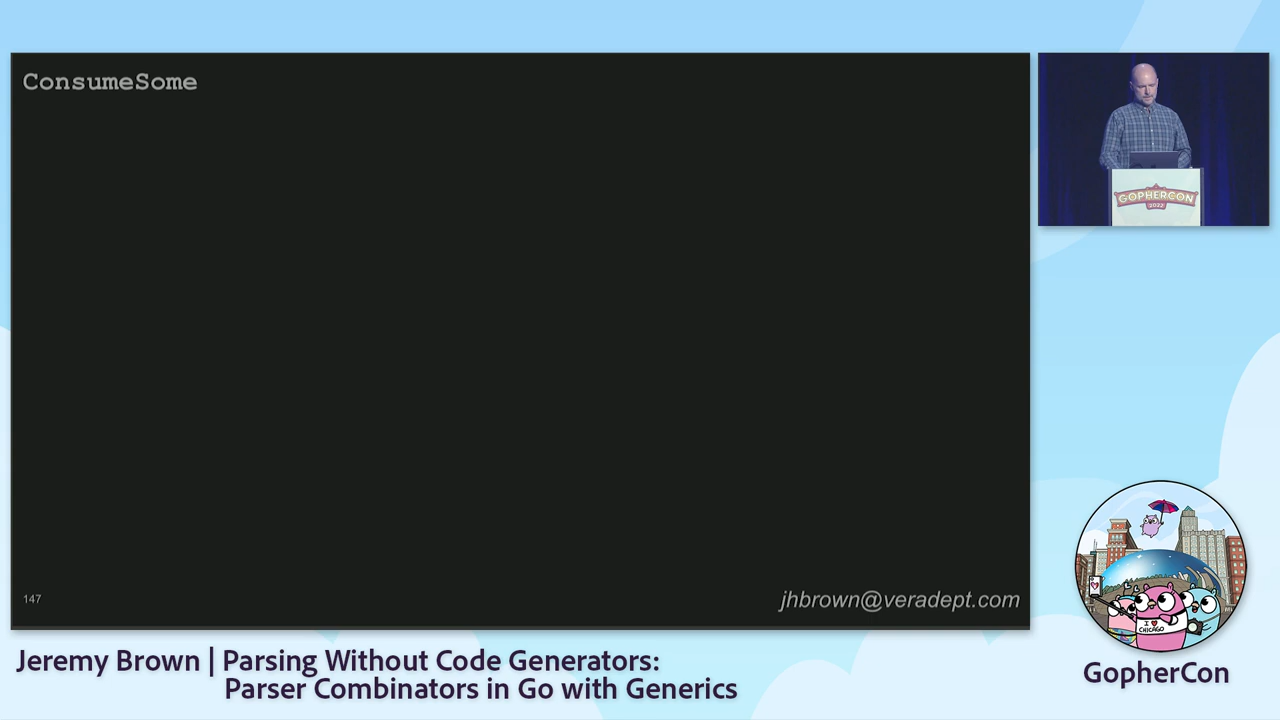 ConsumeSome
GOPHERCON
2022
147
jhbrown@veradept.com
I ♥
CHICAGO
GopherCon
Jeremy Brown | Parsing Without Code Generators:
Parser Combinators in Go with Generics